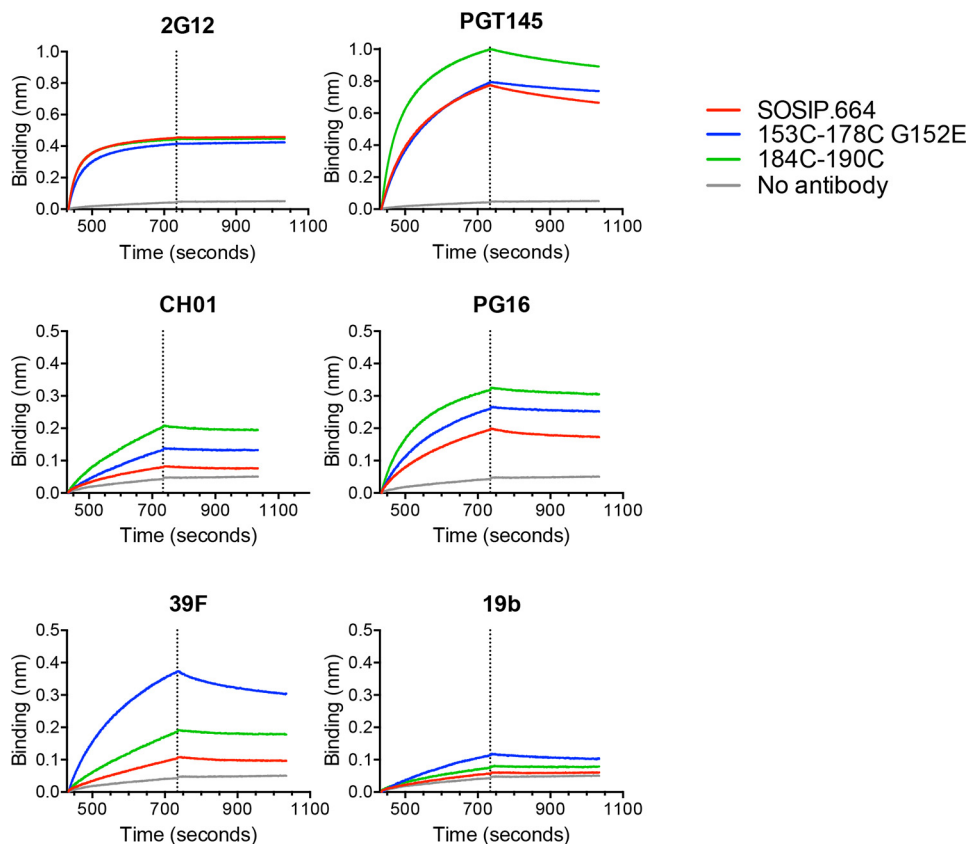 2G12
1.0
0.8
0.6
0.4
0.2
0.0
Binding (nm)
500 700 900 1100
Time (seconds)
PGT145
1.0
0.8
0.6
0.4
0.2
0.0
Binding (nm)
500 700 900 1100
Time (seconds)
SOSIP.664
153C-178C G152E
184C-190C
No antibody
CH01
0.5
0.4
0.3
0.2
0.1
0.0
Binding (nm)
500 700 900 1100
Time (seconds)
PG16
0.5
0.4
0.3
0.2
0.1
0.0
Binding (nm)
500 700 900 1100
Time (seconds)
39F
0.5
0.4
0.3
0.2
0.1
0.0
Binding (nm)
500 700 900 1100
Time (seconds)
19b
0.5
0.4
0.3
0.2
0.1
0.0
Binding (nm)
500 700 900 1100
Time (seconds)